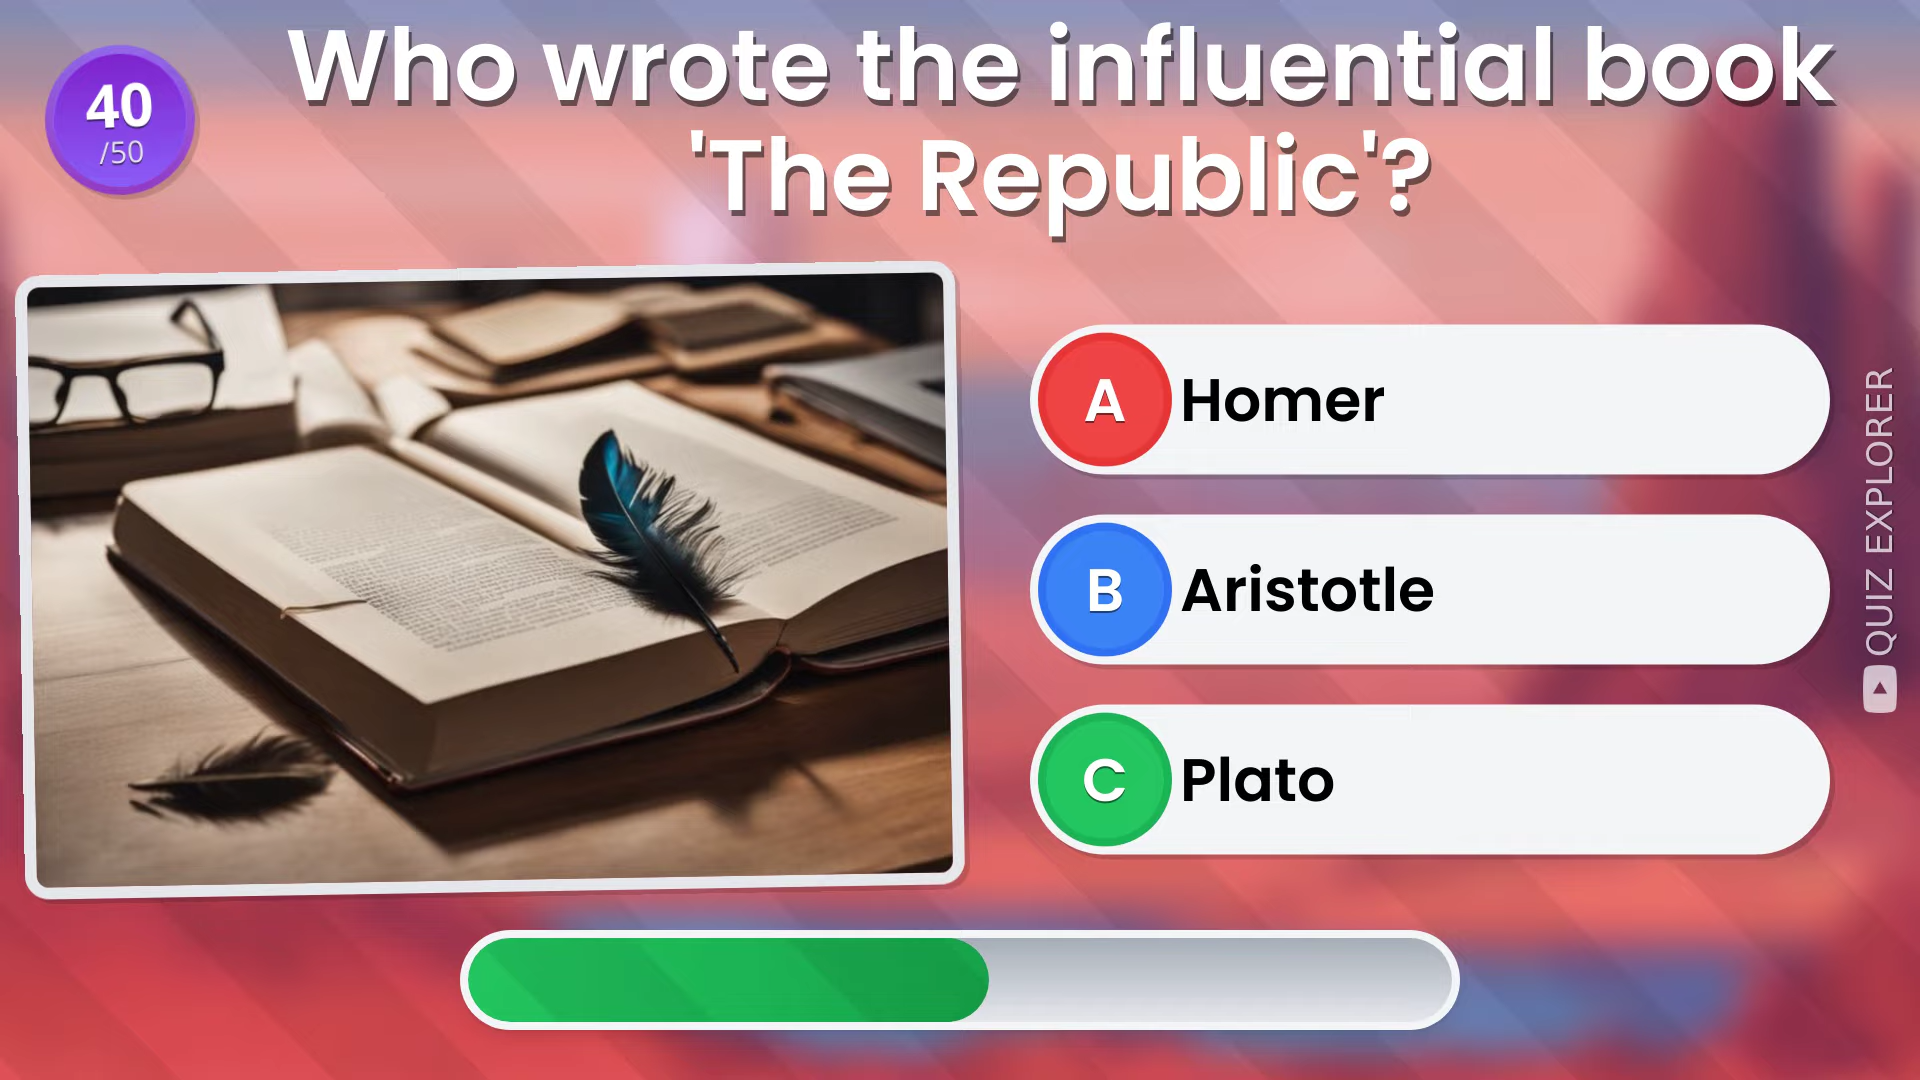 40
/50
Who wrote the influential book
'The Republic'?
A Homer
B Aristotle
C Plato
QUIZ EXPLORER